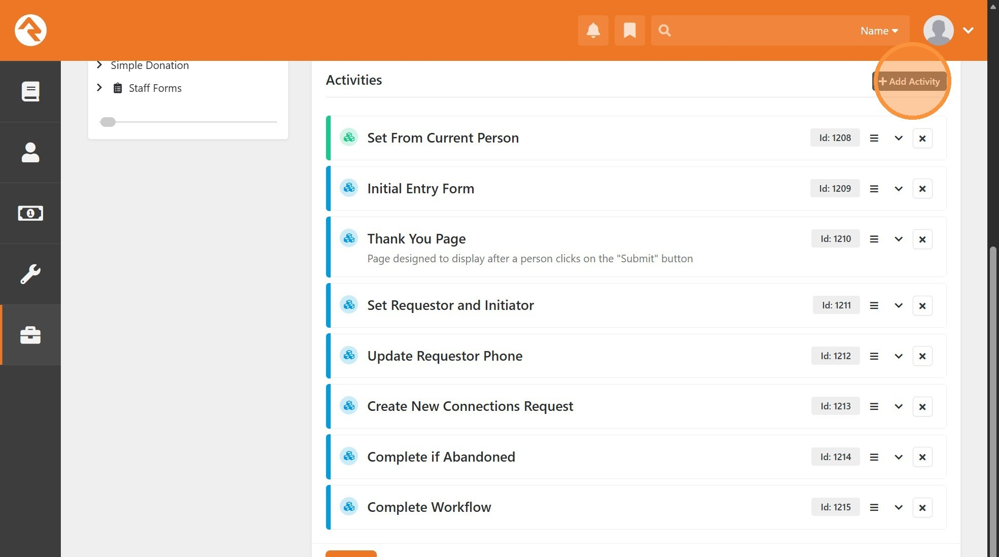 Name
Simple Donation
Staff Forms
Activities
+ Add Activity
Set From Current Person
Id: 1208
Initial Entry Form
Id: 1209
Thank You Page
Id: 1210
Page designed to display after a person clicks on the "Submit" button
Set Requestor and Initiator
Id: 1211
Update Requestor Phone
Id: 1212
Create New Connections Request
Id: 1213
Complete if Abandoned
Id: 1214
Complete Workflow
Id: 1215